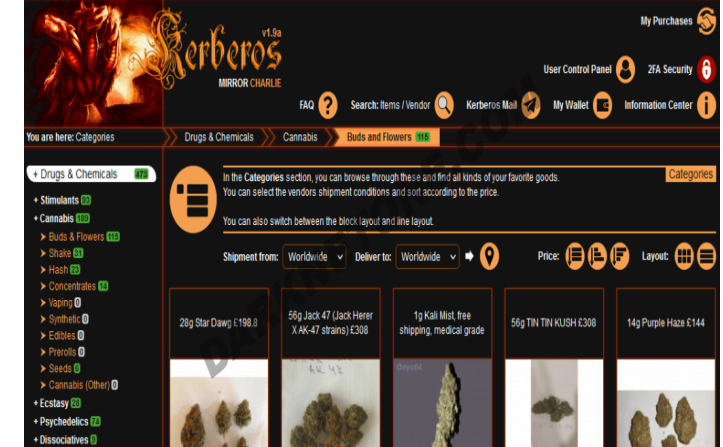 My Purchases
Kerberos v1.9a
MIRROR CHARLIE
User Control Panel 2FA Security
FAQ Search: Items / Vendor Kerberos Mail My Wallet Information Center
You are here: Categories Drugs & Chemicals Cannabis Buds and Flowers 115
+ Drugs & Chemicals 473
+ Stimulants
+ Cannabis 189
Buds & Flowers 115
Shake 31
Hash 23
Concentrates 14
Vaping 0
Synthetic 0
Edibles 0
Prerolls 0
Seeds 6
Cannabis (Other) 0
+ Ecstasy 28
+ Psychedelics 74
+ Dissociatives
In the Categories section, you can browse through these and find all kinds of your favorite goods.
Categories
You can select the vendors shipment conditions and sort according to the price.
You can also switch between the block layout and line layout.
Shipment from: Worldwide Deliver to: Worldwide Price: Layout:
28g Star Dawg £198.8
56g Jack 47 (Jack Herer
X AK-47 strains) £308
1g Kali Mist, free
shipping, medical grade
56g TIN TIN KUSH £308
14g Purple Haze £144